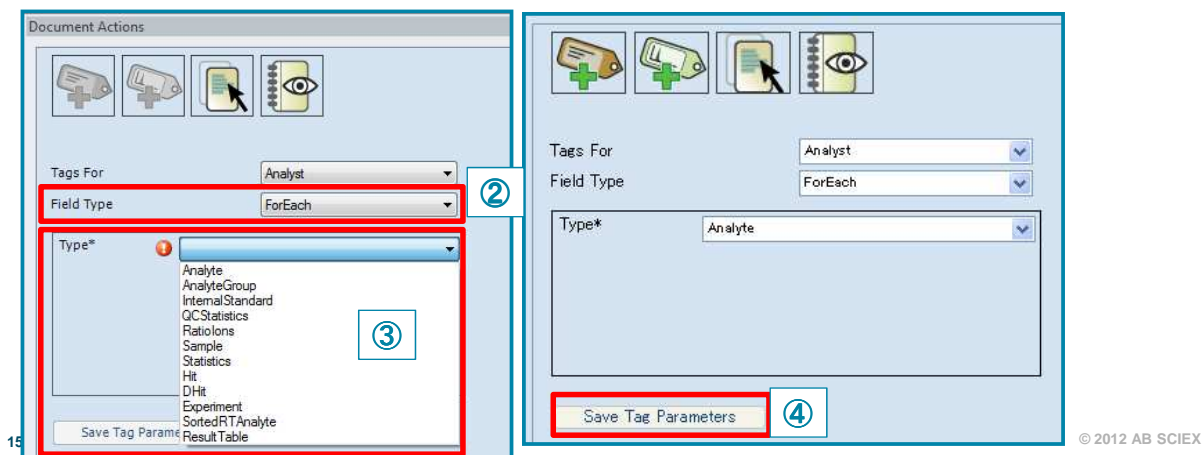 Document Actions
Tags For Analyst
Field Type ForEach
②
Type*
Analyte
AnalyteGroup
InternalStandard
QCStatistics
RatioIons
Sample
Statistics
Hit
DHit
Experiment
SortedRTAnalyte
ResultTable
③
Save Tag Parame
Tags For Analyst
Field Type ForEach
Type* Analyte
Save Tag Parameters
④
15
© 2012 AB SCIEX